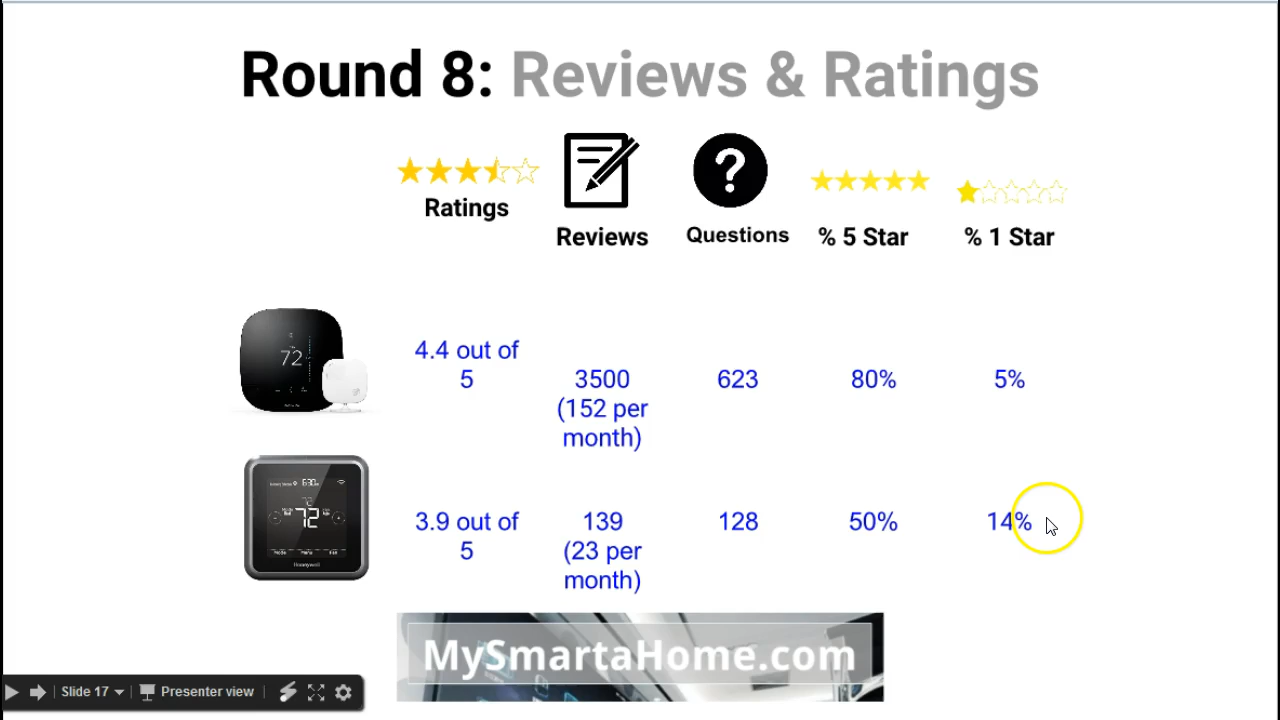 Round 8: Reviews & Ratings
Ratings
Reviews
Questions
% 5 Star
% 1 Star
72
4.4 out of
5
3500
(152 per
month)
623
80%
5%
72
Honeywell
3.9 out of
5
139
(23 per
month)
128
50%
14%
MySmartaHome.com
Slide 17
Presenter view